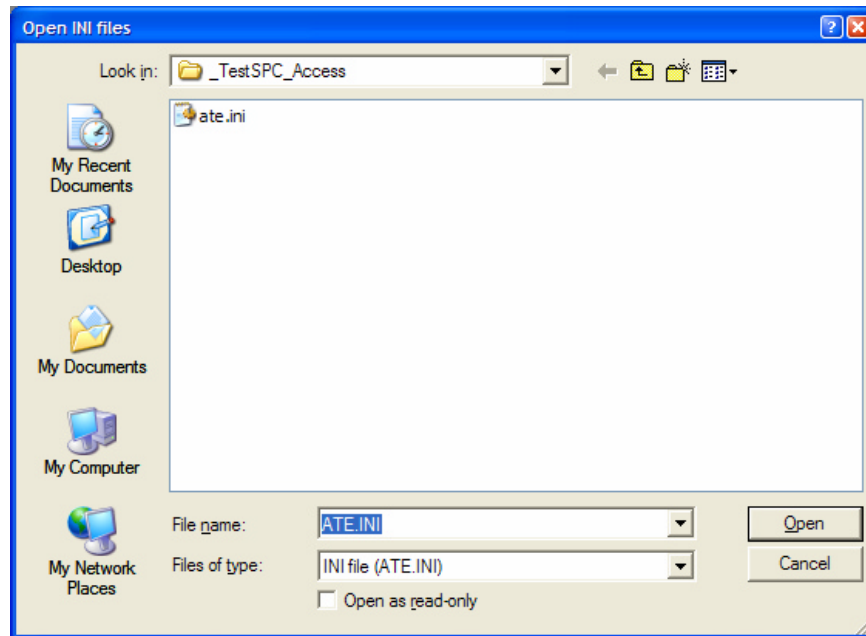 Open INI files
Look in:
_TestSPC_Access
ate.ini
My Recent
Documents
Desktop
My Documents
My Computer
My Network
Places
File name:
ATE.INI
Open
Files of type:
INI file (ATE.INI)
Cancel
Open as read-only